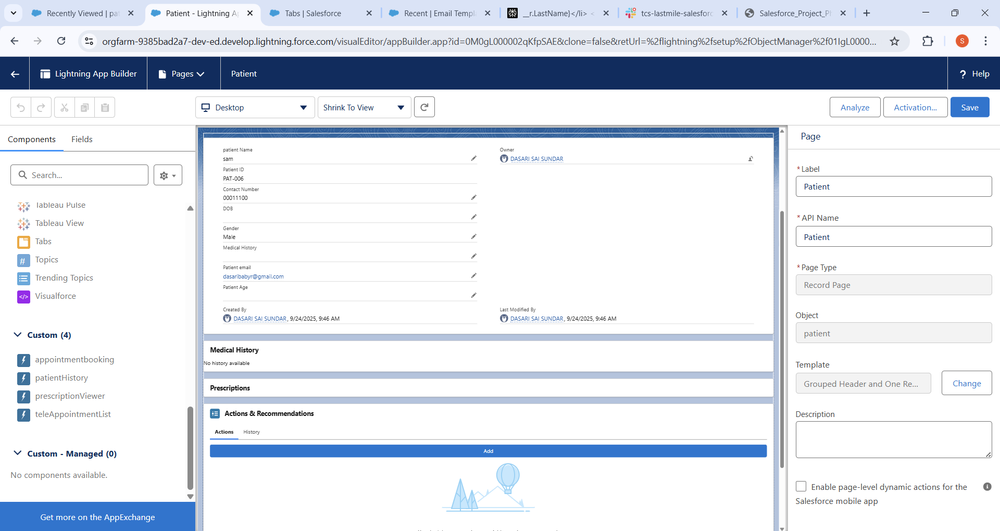 Recently Viewed | pat
Patient - Lightning Ap
Tabs | Salesforce
Recent | Email Templa
__r.LastName}</li> <
tcs-lastmile-salesforc
Salesforce_Project_Ph
orgfarm-9385bad2a7-dev-ed.develop.lightning.force.com/visualEditor/appBuilder.app?id=0M0gL000002qKfpSAE&clone=false&retUrl=%2flightning%2fsetup%2fObjectManager%2f01IgL0000...
S
Lightning App Builder
Pages
Patient
? Help
Desktop
Shrink To View
Analyze
Activation...
Save
Components
Fields
Search...
Tableau Pulse
Tableau View
Tabs
Topics
Trending Topics
Visualforce
Custom (4)
appointmentbooking
patientHistory
prescriptionViewer
teleAppointmentList
Custom - Managed (0)
No components available.
Get more on the AppExchange
patient Name
sam
Owner
DASARI SAI SUNDAR
Patient ID
PAT-006
Contact Number
00011100
DOB
Gender
Male
Medical History
Patient email
dasaribabyr@gmail.com
Patient Age
Created By
DASARI SAI SUNDAR, 9/24/2025, 9:46 AM
Last Modified By
DASARI SAI SUNDAR, 9/24/2025, 9:46 AM
Medical History
No history available
Prescriptions
Actions & Recommendations
Actions
History
Add
Page
*Label
Patient
*API Name
Patient
*Page Type
Record Page
Object
patient
Template
Grouped Header and One Re...
Change
Description
Enable page-level dynamic actions for the
Salesforce mobile app